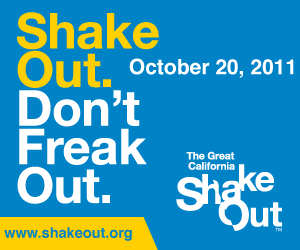 Shake
Out.
Don't
Freak
Out.
October 20, 2011
The Great
California
Shake
Out
TM
www.shakeout.org